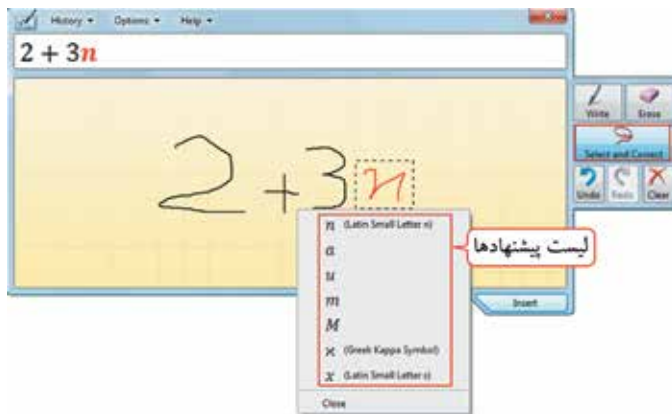 History Options Help
2 + 3n
2+3n
Write Erase
Select and Correct
Undo Redo Clear
n (Latin Small Letter n)
a
u
m
M
ϰ (Greek Kappa Symbol)
x (Latin Small Letter x)
Close
لیست پیشنهادها
Insert